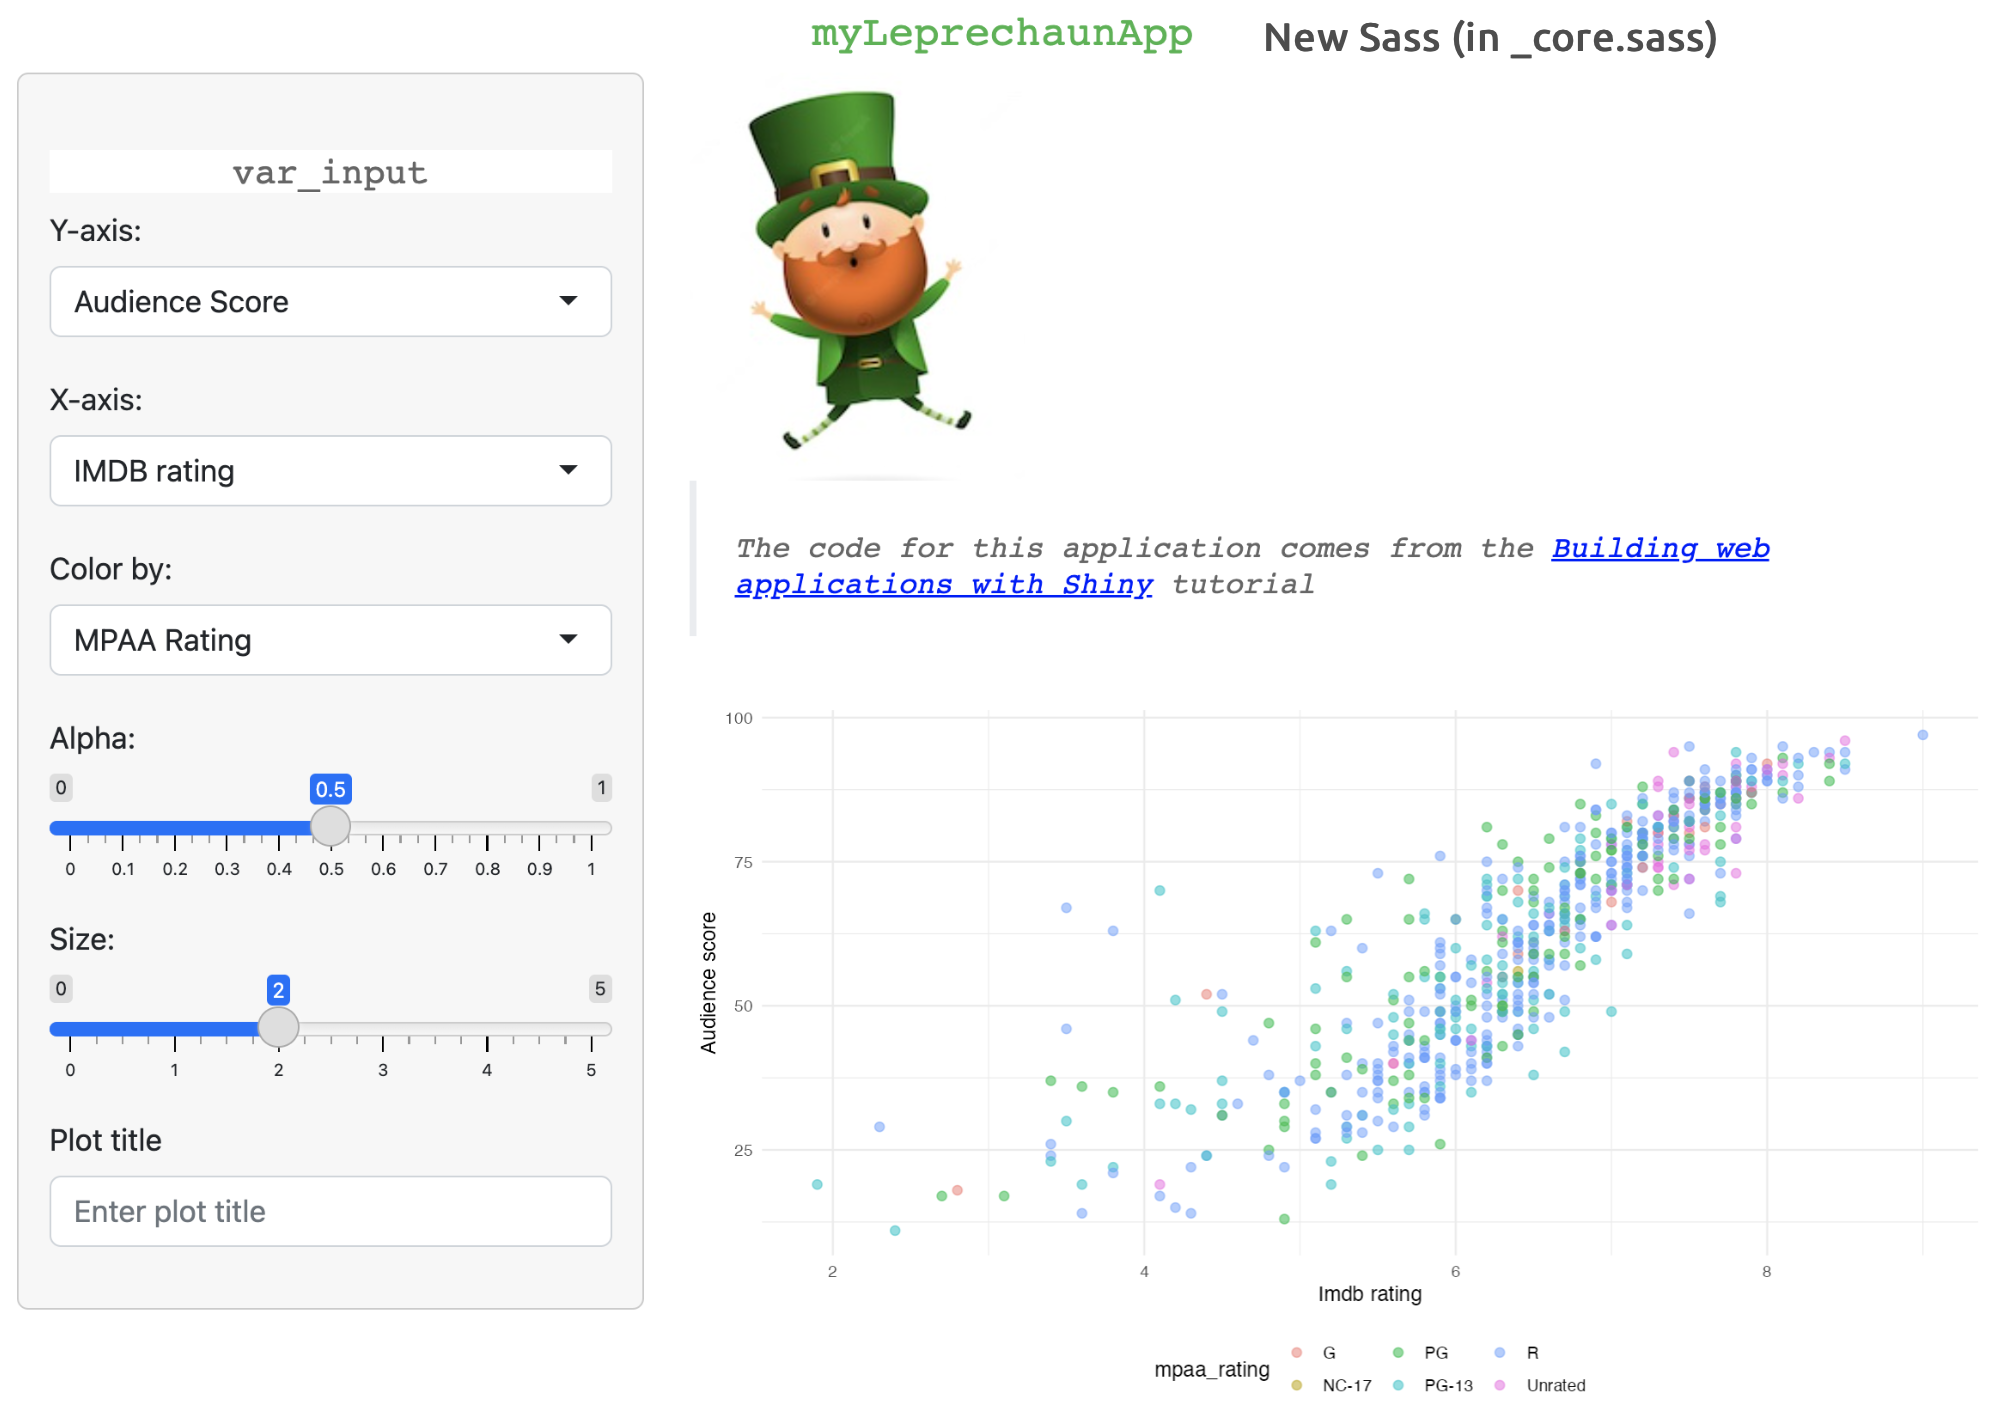 myLeprechaunApp
New Sass (in _core.sass)
var_input
Y-axis:
Audience Score
X-axis:
IMDB rating
Color by:
MPAA Rating
Alpha:
0 0.5 1
0 0.1 0.2 0.3 0.4 0.5 0.6 0.7 0.8 0.9 1
Size:
0 2 5
0 1 2 3 4 5
Plot title
Enter plot title
The code for this application comes from the Building web
applications with Shiny tutorial
100
75
50
25
Audience score
2 4 6 8
Imdb rating
mpaa_rating
G PG R
NC-17 PG-13 Unrated